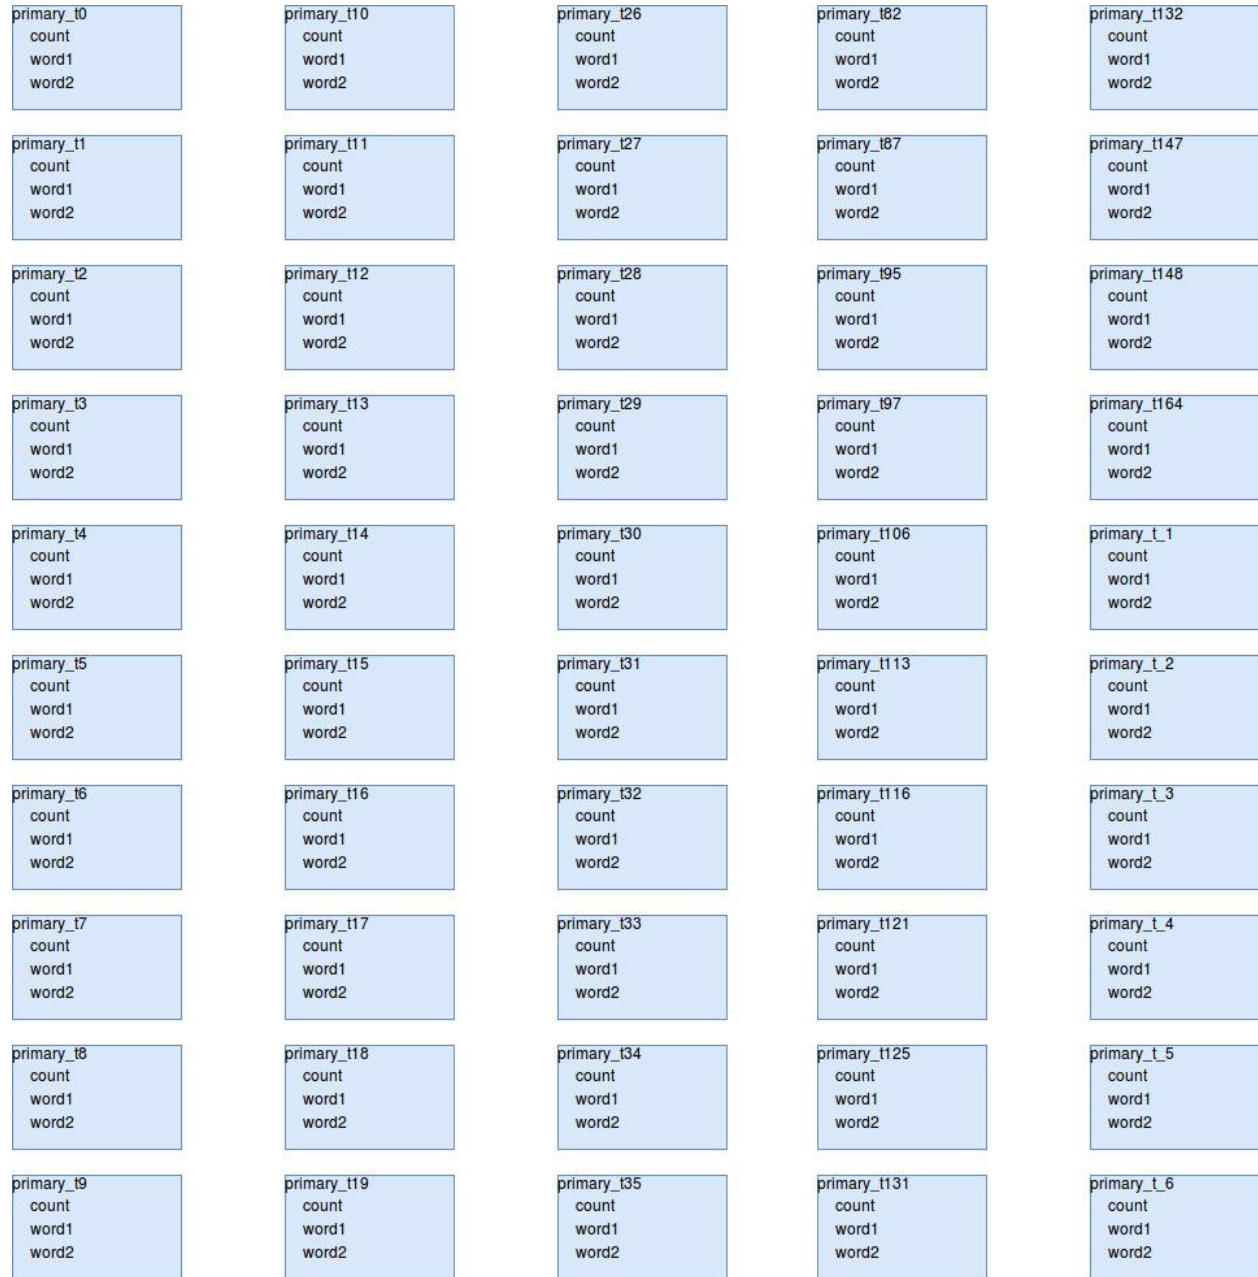 primary_t0
count
word1
word2
primary_t1
count
word1
word2
primary_t2
count
word1
word2
primary_t3
count
word1
word2
primary_t4
count
word1
word2
primary_t5
count
word1
word2
primary_t6
count
word1
word2
primary_t7
count
word1
word2
primary_t8
count
word1
word2
primary_t9
count
word1
word2
primary_t10
count
word1
word2
primary_t11
count
word1
word2
primary_t12
count
word1
word2
primary_t13
count
word1
word2
primary_t14
count
word1
word2
primary_t15
count
word1
word2
primary_t16
count
word1
word2
primary_t17
count
word1
word2
primary_t18
count
word1
word2
primary_t19
count
word1
word2
primary_t26
count
word1
word2
primary_t27
count
word1
word2
primary_t28
count
word1
word2
primary_t29
count
word1
word2
primary_t30
count
word1
word2
primary_t31
count
word1
word2
primary_t32
count
word1
word2
primary_t33
count
word1
word2
primary_t34
count
word1
word2
primary_t35
count
word1
word2
primary_t82
count
word1
word2
primary_t87
count
word1
word2
primary_t95
count
word1
word2
primary_t97
count
word1
word2
primary_t106
count
word1
word2
primary_t113
count
word1
word2
primary_t116
count
word1
word2
primary_t121
count
word1
word2
primary_t125
count
word1
word2
primary_t131
count
word1
word2
primary_t132
count
word1
word2
primary_t147
count
word1
word2
primary_t148
count
word1
word2
primary_t164
count
word1
word2
primary_t_1
count
word1
word2
primary_t_2
count
word1
word2
primary_t_3
count
word1
word2
primary_t_4
count
word1
word2
primary_t_5
count
word1
word2
primary_t_6
count
word1
word2